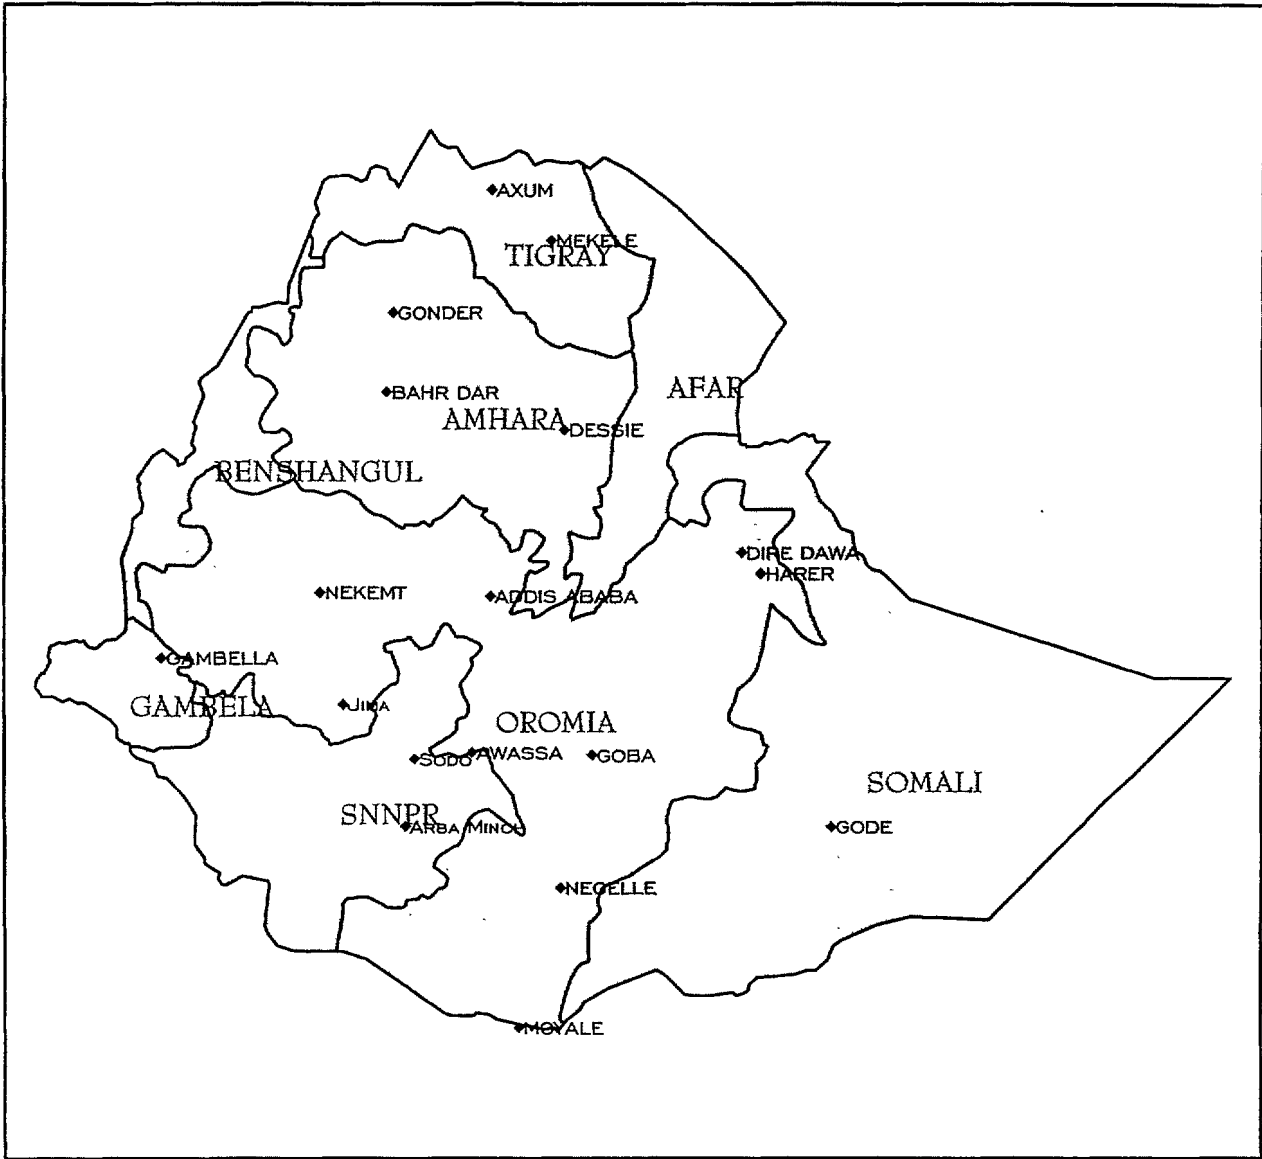 AXUM
MEKELE
TIGRAY
GONDER
AFAR
BAHR DAR
AMHARA
DESSIE
BENSHANGUL
DIRE DAWA
HARER
NEKEMT
ADDIS ABABA
GAMBELLA
GAMBELA
JIMA
OROMIA
SODO
AWASSA
GOBA
SOMALI
SNNPR
ARBA MINCH
GODE
NEGELLE
MOYALE